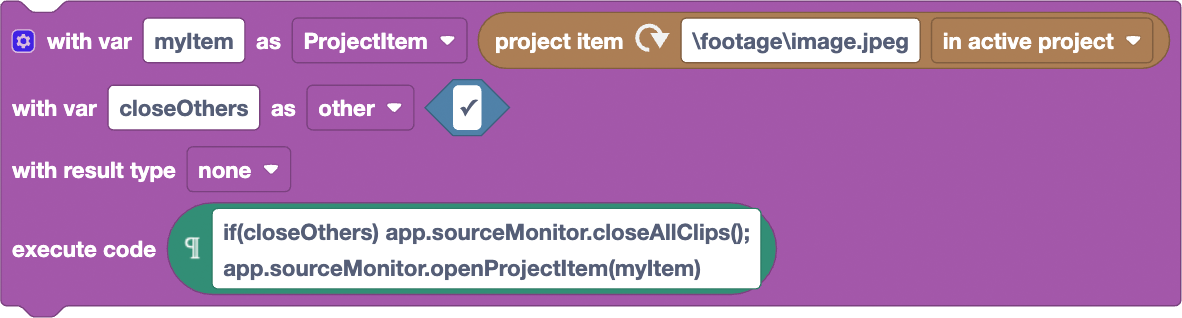 with var myItem as ProjectItem project item \footage\image.jpeg in active project
with var closeOthers as other ✓
with result type none
execute code ¶ if(closeOthers) app.sourceMonitor.closeAllClips();
app.sourceMonitor.openProjectItem(myItem)